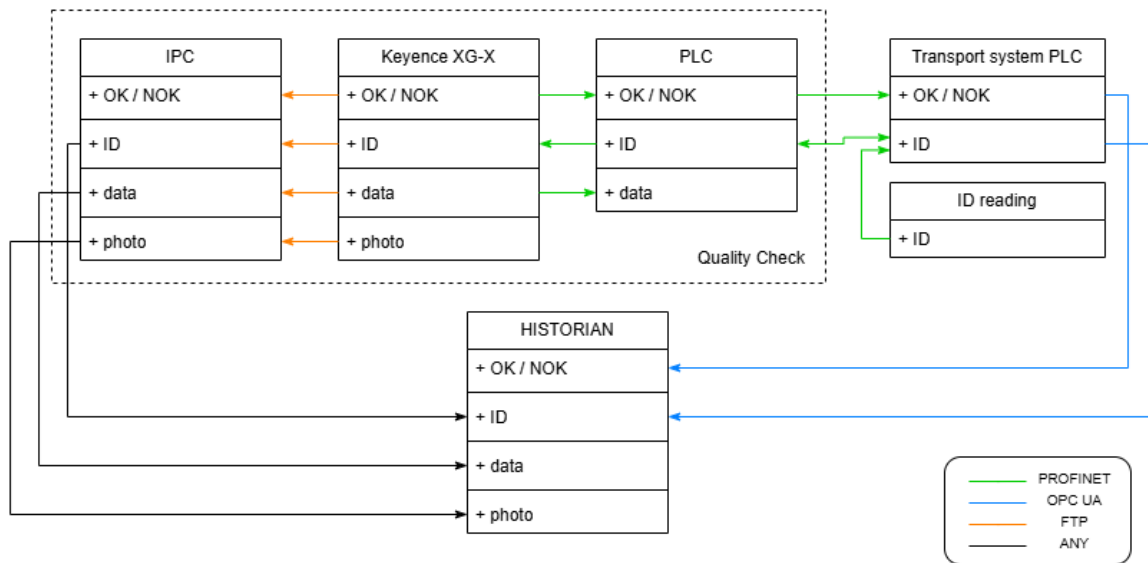 IPC
+ OK / NOK
+ ID
+ data
+ photo
Keyence XG-X
+ OK / NOK
+ ID
+ data
+ photo
PLC
+ OK / NOK
+ ID
+ data
Quality Check
Transport system PLC
+ OK / NOK
+ ID
ID reading
+ ID
HISTORIAN
+ OK / NOK
+ ID
+ data
+ photo
PROFINET
OPC UA
FTP
ANY